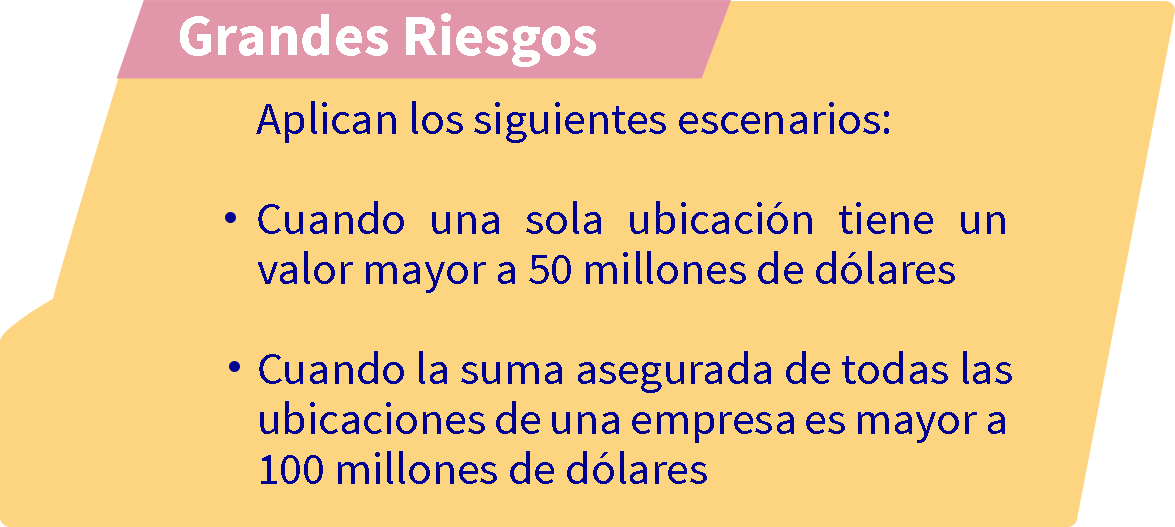 Grandes Riesgos
Aplican los siguientes escenarios:
• Cuando una sola ubicación tiene un
valor mayor a 50 millones de dólares
• Cuando la suma asegurada de todas las
ubicaciones de una empresa es mayor a
100 millones de dólares